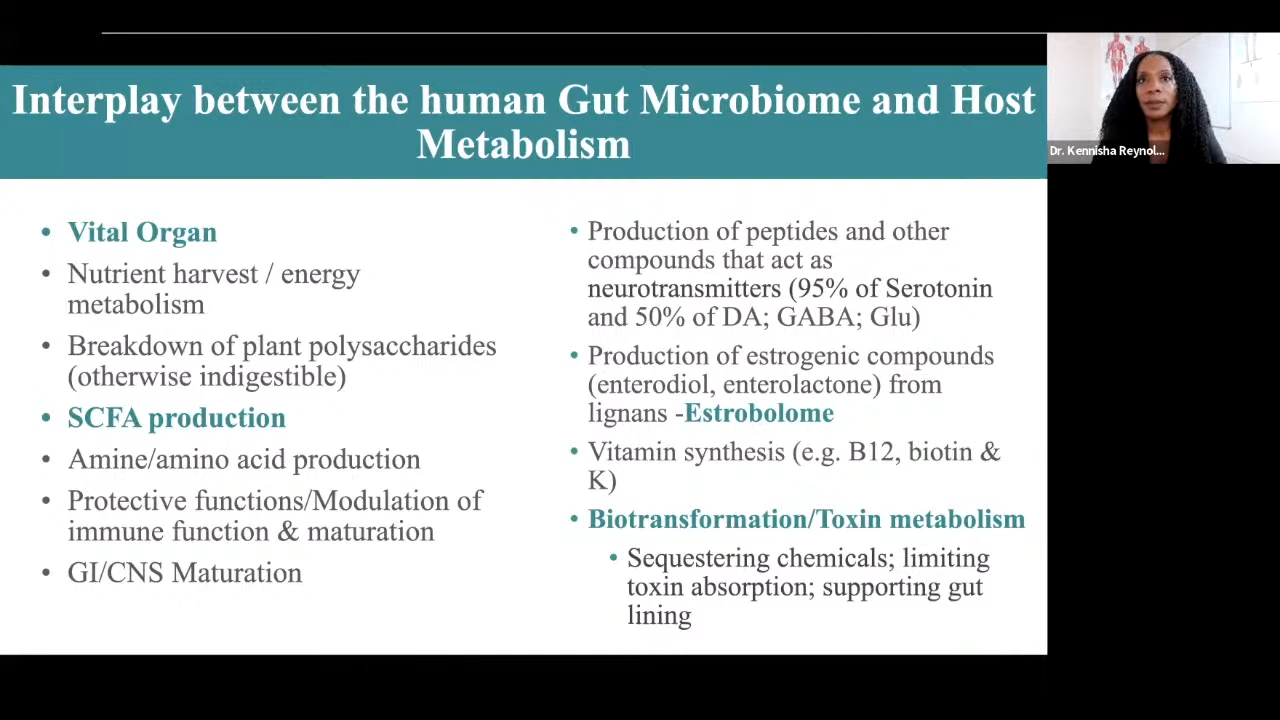 Interplay between the human Gut Microbiome and Host
Metabolism
Dr. Kennisha Reynol...
• Vital Organ
• Nutrient harvest / energy
metabolism
• Breakdown of plant polysaccharides
(otherwise indigestible)
• SCFA production
• Amine/amino acid production
• Protective functions/Modulation of
immune function & maturation
• GI/CNS Maturation
• Production of peptides and other
compounds that act as
neurotransmitters (95% of Serotonin
and 50% of DA; GABA; Glu)
• Production of estrogenic compounds
(enterodiol, enterolactone) from
lignans -Estrobolome
• Vitamin synthesis (e.g. B12, biotin &
K)
• Biotransformation/Toxin metabolism
• Sequestering chemicals; limiting
toxin absorption; supporting gut
lining